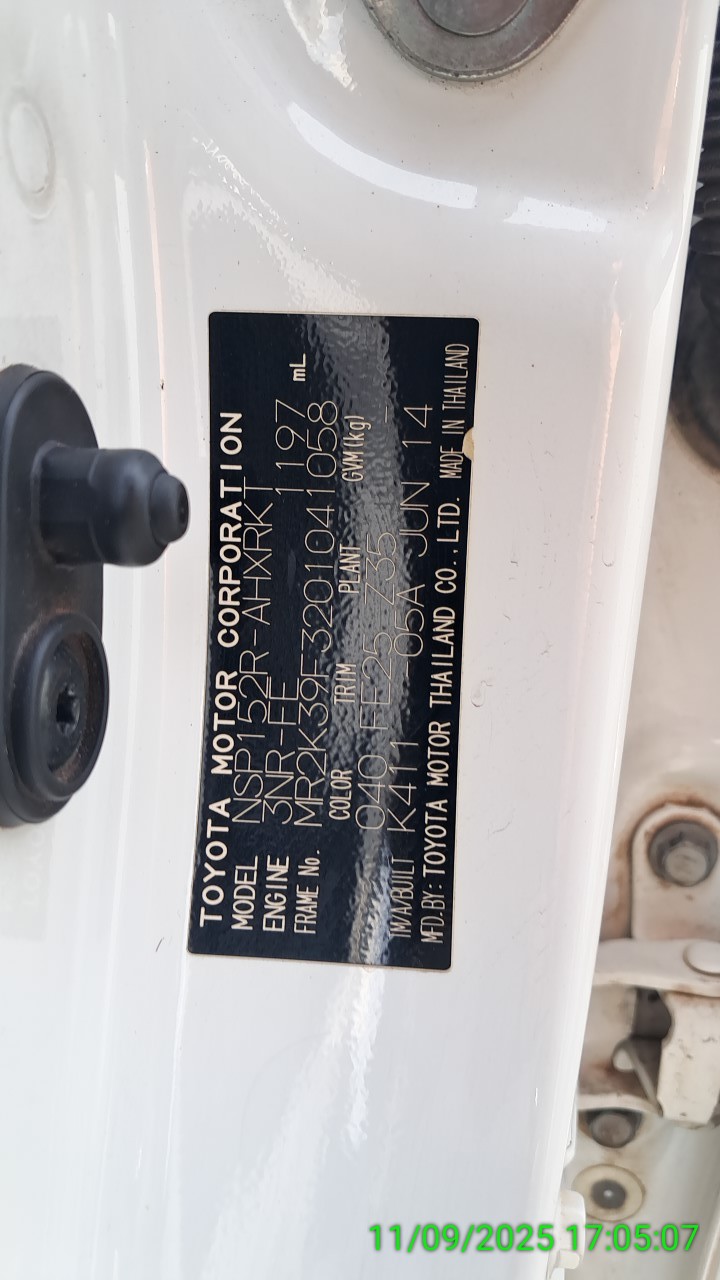 TOYOTA MOTOR CORPORATION
MODEL NSP152R-AHXRKT
ENGINE 3NR-FE 1197 mL
FRAME No. MR2K39F3201041058
COLOR TRIM PLANT GVM(kg)
040 FE25 Z35 -
TM/A/BUILT K411 -05A JUN 14
MFD.BY: TOYOTA MOTOR THAILAND CO.,LTD. MADE IN THAILAND
11/09/2025 17:05:07